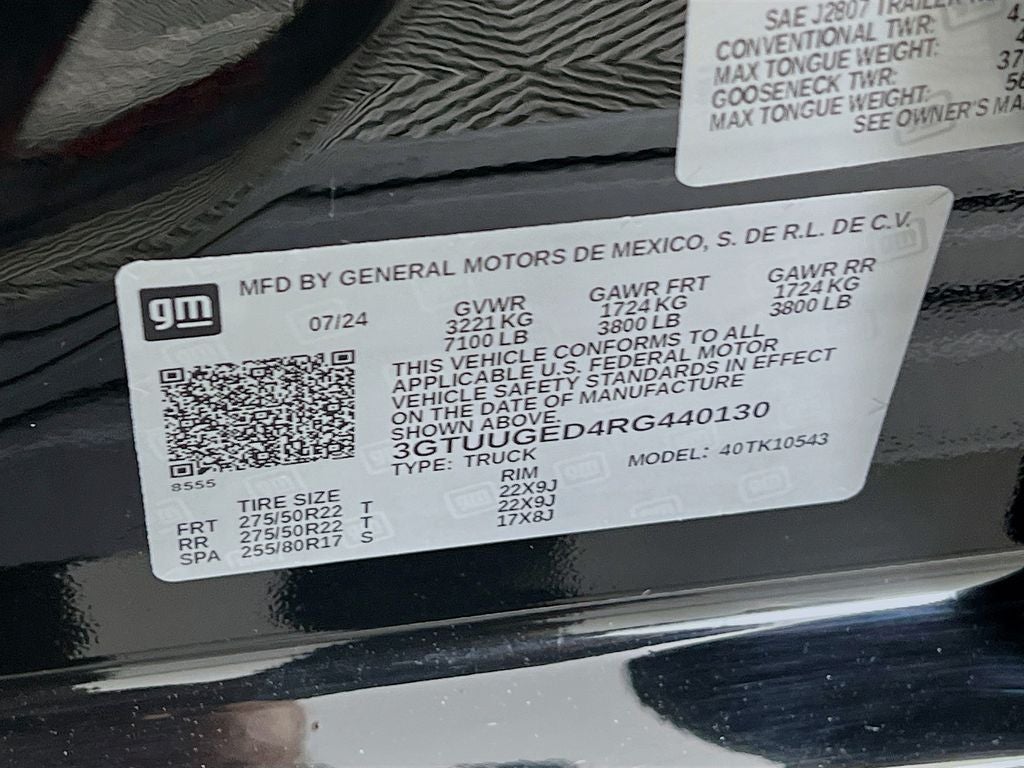 SAE J2807 TRAILER
CONVENTIONAL TWR:
MAX TONGUE WEIGHT:
GOOSENECK TWR:
MAX TONGUE WEIGHT:
SEE OWNER'S
MFD BY GENERAL MOTORS DE MEXICO, S. DE R.L. DE C.V.
gm
07/24
GVWR GAWR FRT GAWR RR
3221 KG 1724 KG 1724 KG
7100 LB 3800 LB 3800 LB
THIS VEHICLE CONFORMS TO ALL
APPLICABLE U.S. FEDERAL MOTOR
VEHICLE SAFETY STANDARDS IN EFFECT
ON THE DATE OF MANUFACTURE
SHOWN ABOVE.
3GTUUGED4RG440130
TYPE: TRUCK MODEL: 40TK10543
8555
TIRE SIZE RIM
FRT 275/50R22 T 22X9J
RR 275/50R22 T 22X9J
SPA 255/80R17 S 17X8J